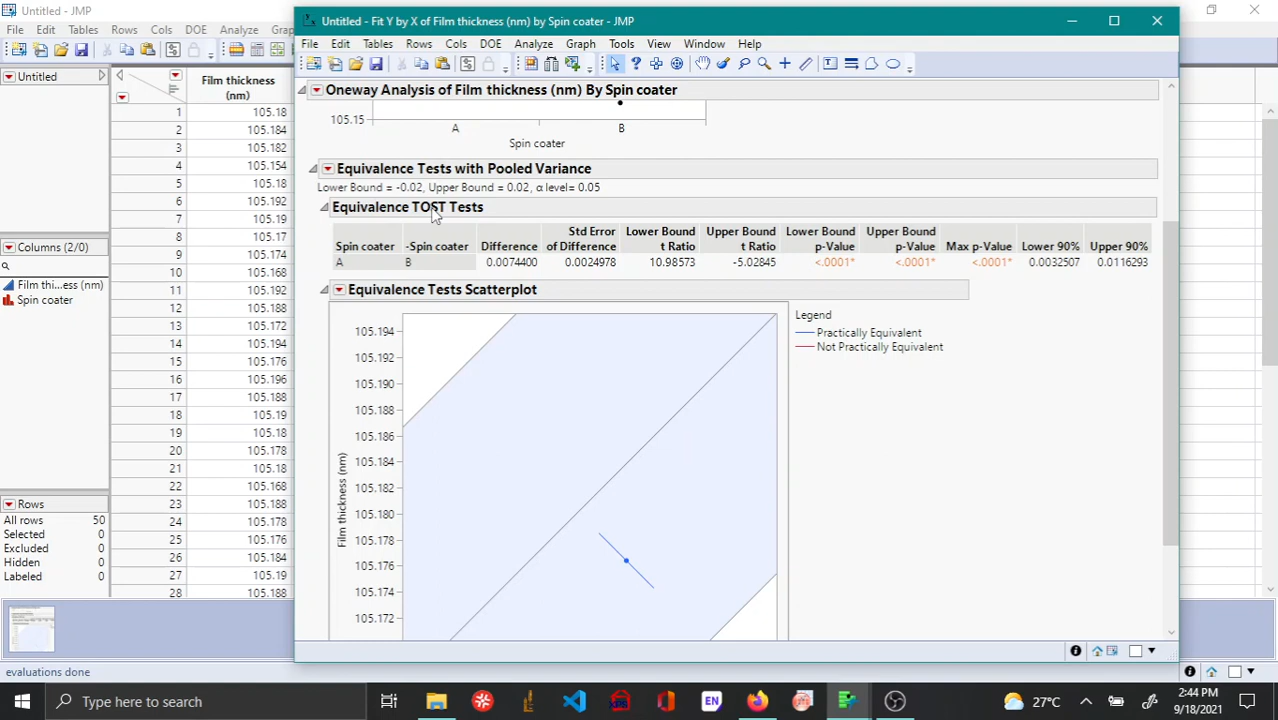 Untitled - JMP
File Edit Tables Rows Cols DOE Analyze Gra
Untitled
Columns (2/0)
Film thi...ess (nm)
Spin coater
Rows
All rows 50
Selected 0
Excluded 0
Hidden 0
Labeled 0
Film thickness
(nm)
1 105.18
2 105.184
3 105.182
4 105.154
5 105.18
6 105.188
7 105.19
8 105.17
9 105.174
10 105.168
11 105.192
12 105.188
13 105.172
14 105.194
15 105.176
16 105.196
17 105.188
18 105.19
19 105.18
20 105.178
21 105.18
22 105.168
23 105.188
24 105.178
25 105.176
26 105.184
27 105.19
28 105.188
evaluations done
Untitled - Fit Y by X of Film thickness (nm) by Spin coater - JMP
File Edit Tables Rows Cols DOE Analyze Graph Tools View Window Help
Oneway Analysis of Film thickness (nm) By Spin coater
105.15
A B
Spin coater
Equivalence Tests with Pooled Variance
Lower Bound = -0.02, Upper Bound = 0.02, α level= 0.05
Equivalence TOST Tests
Spin coater -Spin coater Difference Std Error of Difference Lower Bound t Ratio Upper Bound t Ratio Lower Bound p-Value Upper Bound p-Value Max p-Value Lower 90% Upper 90%
A B 0.0074400 0.0024978 10.98573 -5.02845 <.0001* <.0001* <.0001* 0.0032507 0.0116293
Equivalence Tests Scatterplot
Film thickness (nm)
105.194
105.192
105.190
105.188
105.186
105.184
105.182
105.180
105.178
105.176
105.174
105.172
Legend
Practically Equivalent
Not Practically Equivalent
Type here to search
EN
27°C
2:44 PM
9/18/2021